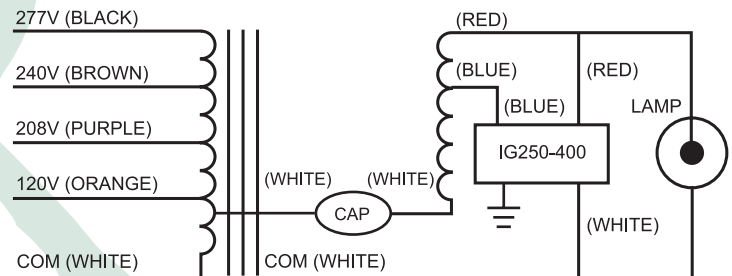 277V (BLACK)
240V (BROWN)
208V (PURPLE)
120V (ORANGE)
COM (WHITE)
COM (WHITE)
(WHITE)
CAP
(WHITE)
(RED)
(BLUE)
(BLUE)
(RED)
IG250-400
(WHITE)
LAMP